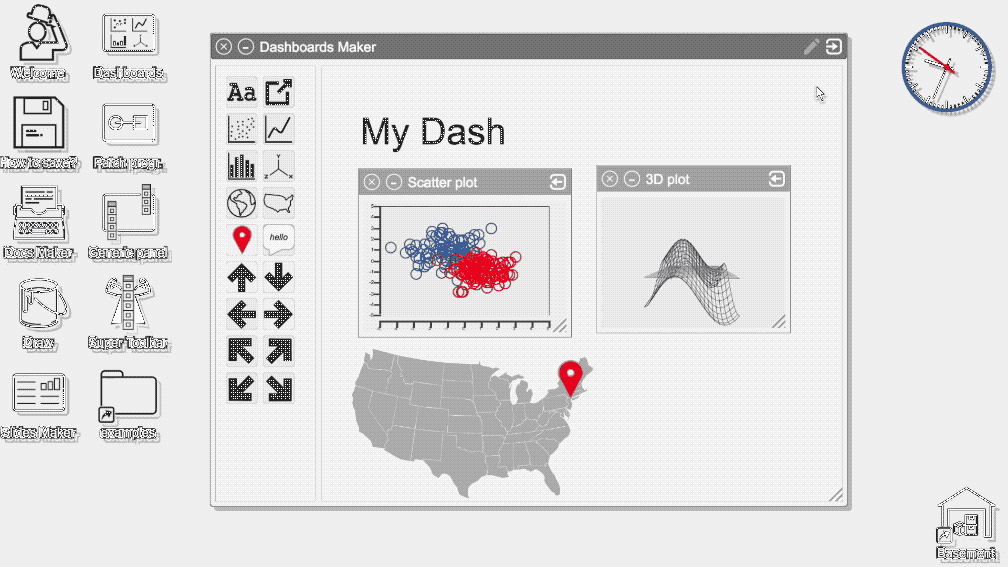 Welcome
Dashboards
How to save?
Patch progr.
Docs Maker
Generic panel
Draw
Super Toolbar
Slides Maker
examples
Dashboards Maker
Aa
Y
Z X
hello
My Dash
Scatter plot
3D plot
Basement